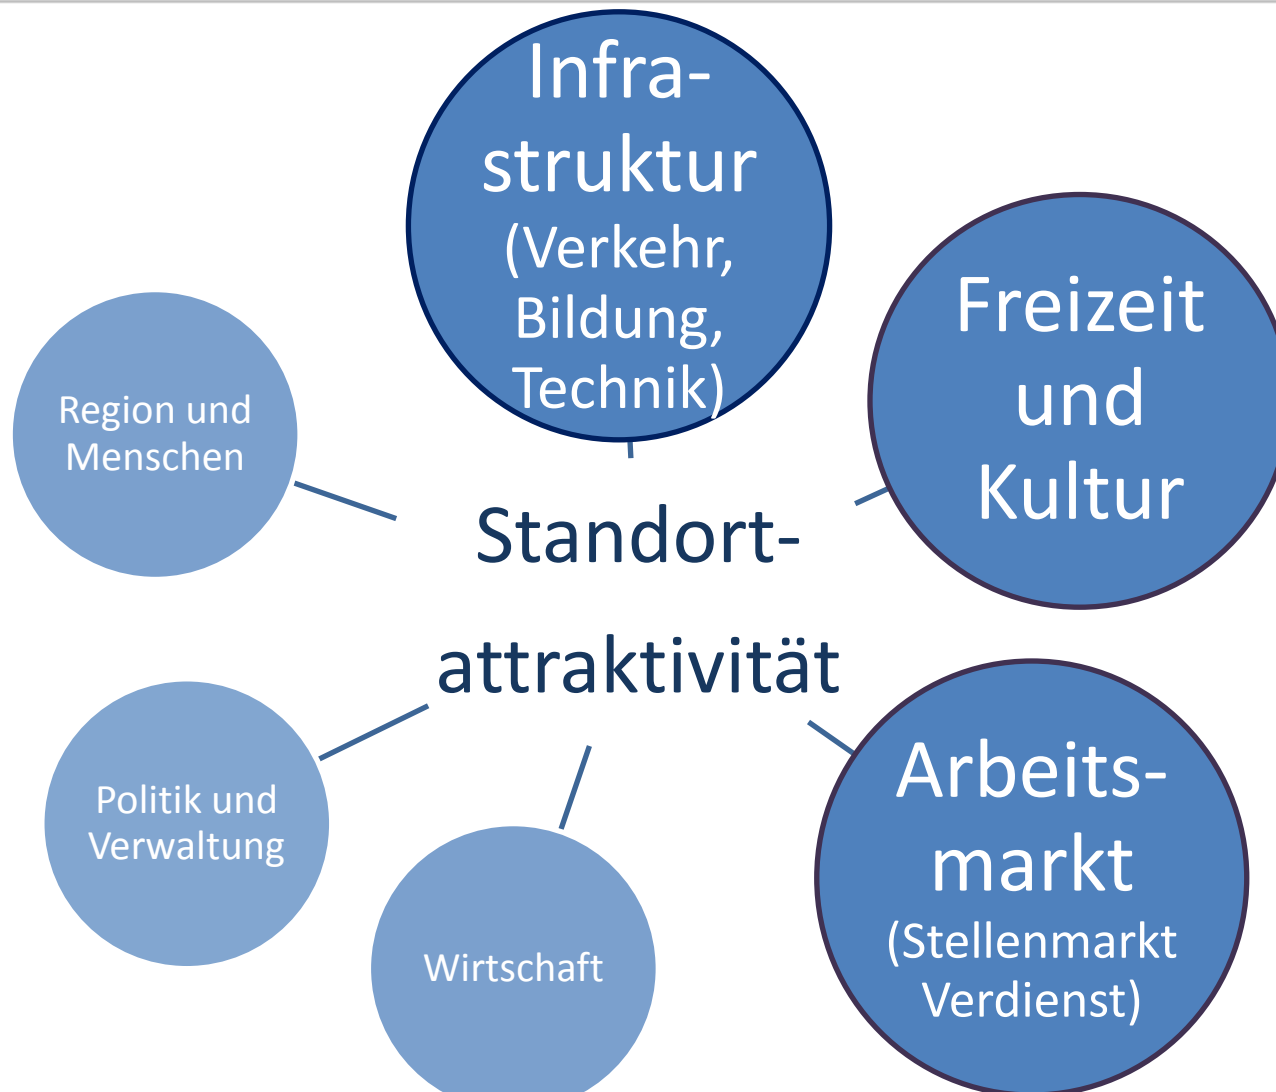 Infra-
struktur
(Verkehr,
Bildung,
Technik)
Freizeit
und
Kultur
Region und
Menschen
Standort-
attraktivität
Arbeits-
markt
(Stellenmarkt
Verdienst)
Politik und
Verwaltung
Wirtschaft